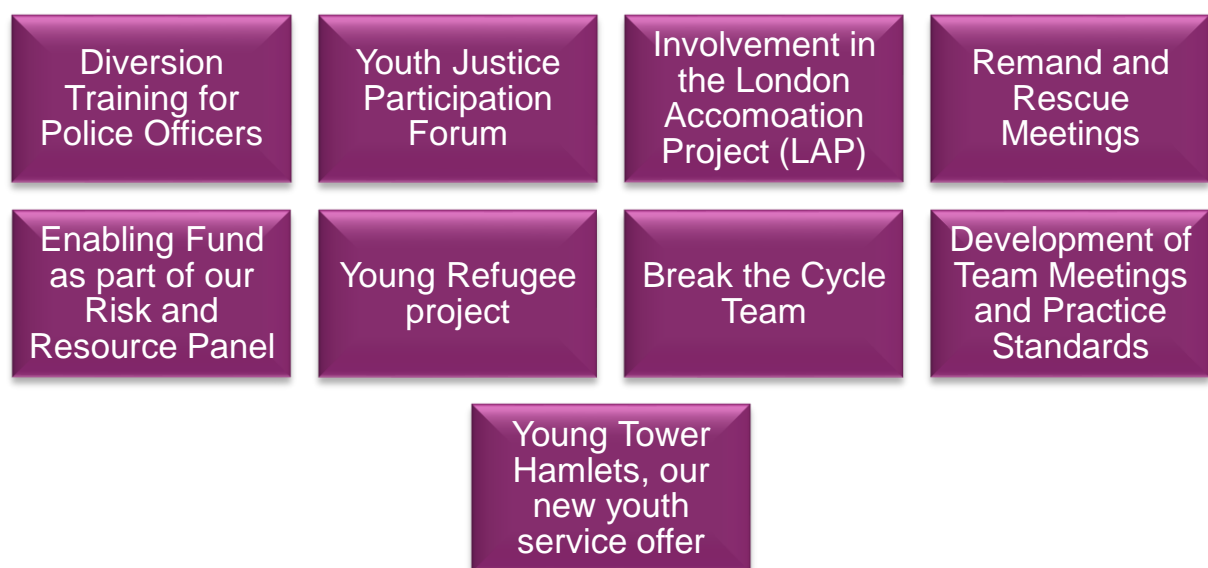 Diversion
Training for
Police Officers
Youth Justice
Participation
Forum
Involvement in
the London
Accomoation
Project (LAP)
Remand and
Rescue
Meetings
Enabling Fund
as part of our
Risk and
Resource Panel
Young Refugee
project
Break the Cycle
Team
Development of
Team Meetings
and Practice
Standards
Young Tower
Hamlets, our
new youth
service offer